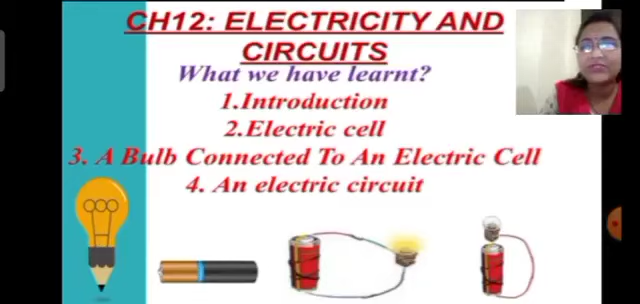 CH12: ELECTRICITY AND
CIRCUITS
What we have learnt?
1.Introduction
2.Electric cell
3. A Bulb Connected To An Electric Cell
4. An electric circuit